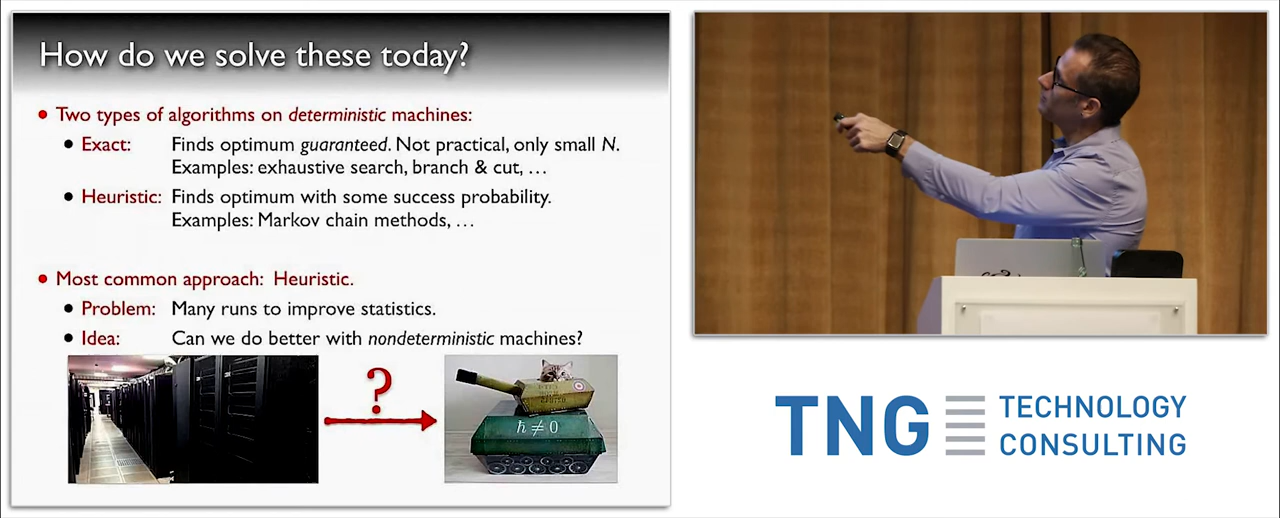 How do we solve these today?
Two types of algorithms on deterministic machines:
Exact: Finds optimum guaranteed. Not practical, only small N.
Examples: exhaustive search, branch & cut, …
Heuristic: Finds optimum with some success probability.
Examples: Markov chain methods, …
Most common approach: Heuristic.
Problem: Many runs to improve statistics.
Idea: Can we do better with nondeterministic machines?
?
ħ ≠ 0
TNG TECHNOLOGY
CONSULTING